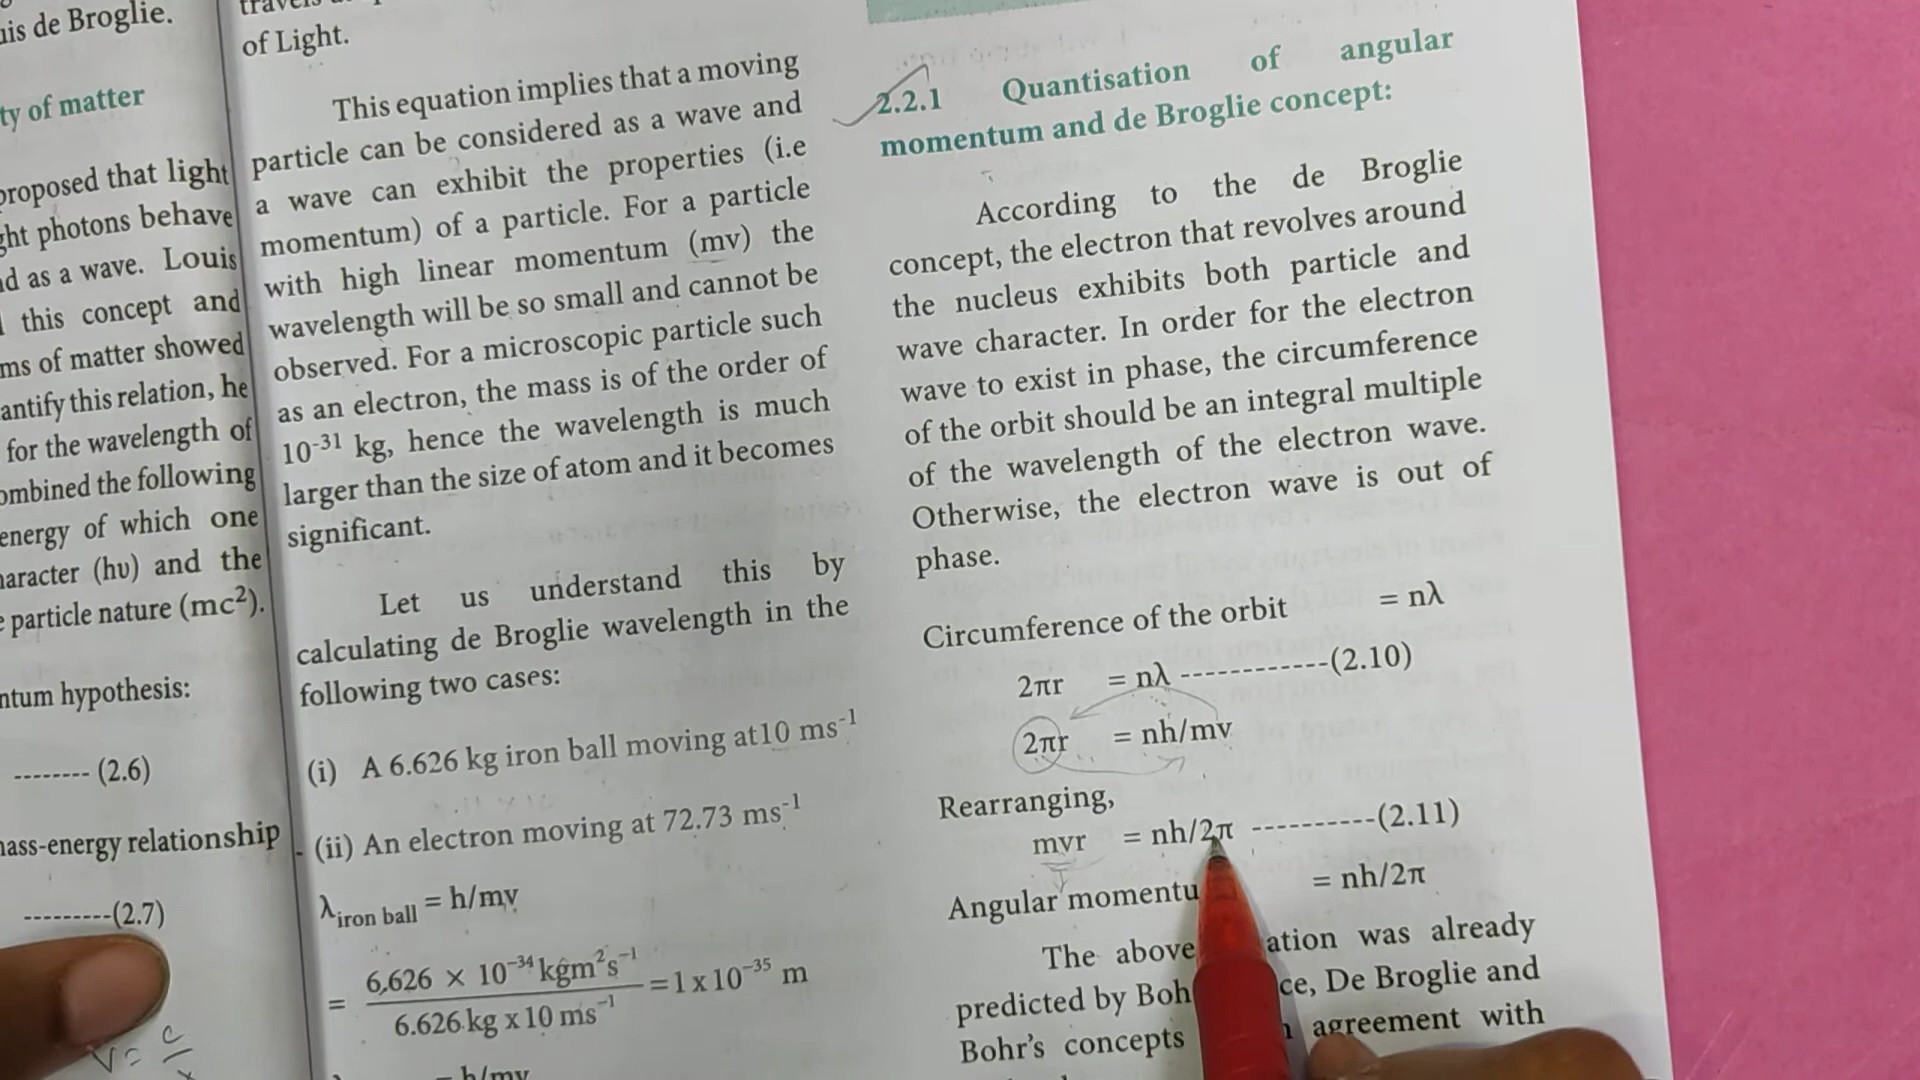 uis de Broglie.
ty of matter
proposed that light
ght photons behave
d as a wave. Louis
this concept and
ms of matter showed
antify this relation, he
for the wavelength of
ombined the following
energy of which one
haracter (hυ) and the
particle nature (mc²).
ntum hypothesis:
-------- (2.6)
mass-energy relationship
---------(2.7)
V = c
of Light.
This equation implies that a moving
particle can be considered as a wave and
a wave can exhibit the properties (i.e
momentum) of a particle. For a particle
with high linear momentum (mv) the
wavelength will be so small and cannot be
observed. For a microscopic particle such
as an electron, the mass is of the order of
10⁻³¹ kg, hence the wavelength is much
larger than the size of atom and it becomes
significant.
Let us understand this by
calculating de Broglie wavelength in the
following two cases:
(i) A 6.626 kg iron ball moving at10 ms⁻¹
(ii) An electron moving at 72.73 ms⁻¹
λ iron ball = h/mv
= 6.626 × 10⁻³⁴ kgm²s⁻¹ / 6.626 kg x 10 ms⁻¹ = 1 x 10⁻³⁵ m
= h/mv
2.2.1 Quantisation of angular
momentum and de Broglie concept:
According to the de Broglie
concept, the electron that revolves around
the nucleus exhibits both particle and
wave character. In order for the electron
wave to exist in phase, the circumference
of the orbit should be an integral multiple
of the wavelength of the electron wave.
Otherwise, the electron wave is out of
phase.
Circumference of the orbit = nλ
2πr = nλ ------------(2.10)
2πr = nh/mv
Rearranging,
mvr = nh/2π ----------(2.11)
Angular momentu = nh/2π
The above ation was already
predicted by Boh ce, De Broglie and
Bohr's concepts agreement with